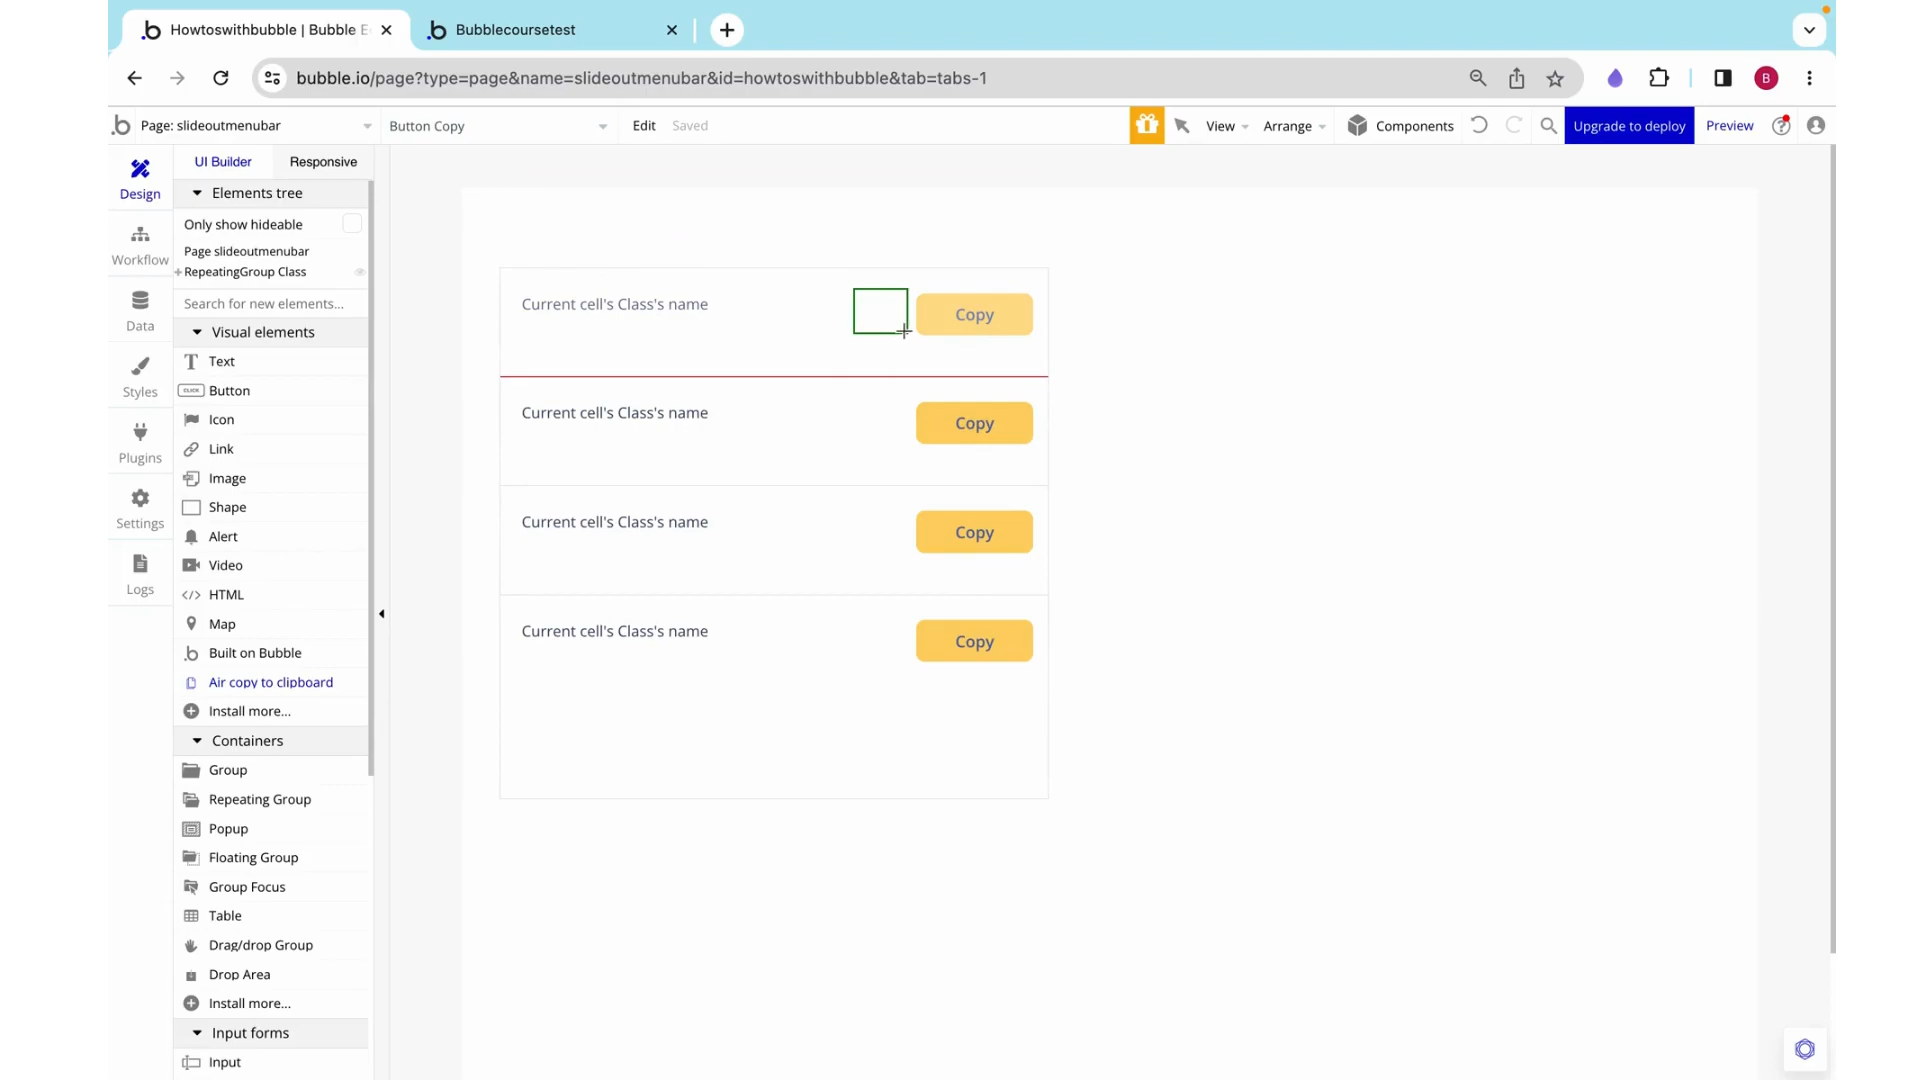 Howtoswithbubble | Bubble E
Bubblecoursetest
bubble.io/page?type=page&name=slideoutmenubar&id=howtoswithbubble&tab=tabs-1
B
Page: slideoutmenubar
Button Copy
Edit
Saved
View
Arrange
Components
Upgrade to deploy
Preview
Design
Workflow
Data
Styles
Plugins
Settings
Logs
UI Builder
Responsive
Elements tree
Only show hideable
Page slideoutmenubar
+RepeatingGroup Class
Search for new elements...
Visual elements
Text
CLICK Button
Icon
Link
Image
Shape
Alert
Video
HTML
Map
Built on Bubble
Air copy to clipboard
Install more...
Containers
Group
Repeating Group
Popup
Floating Group
Group Focus
Table
Drag/drop Group
Drop Area
Install more...
Input forms
Input
Current cell's Class's name
Copy
Current cell's Class's name
Copy
Current cell's Class's name
Copy
Current cell's Class's name
Copy